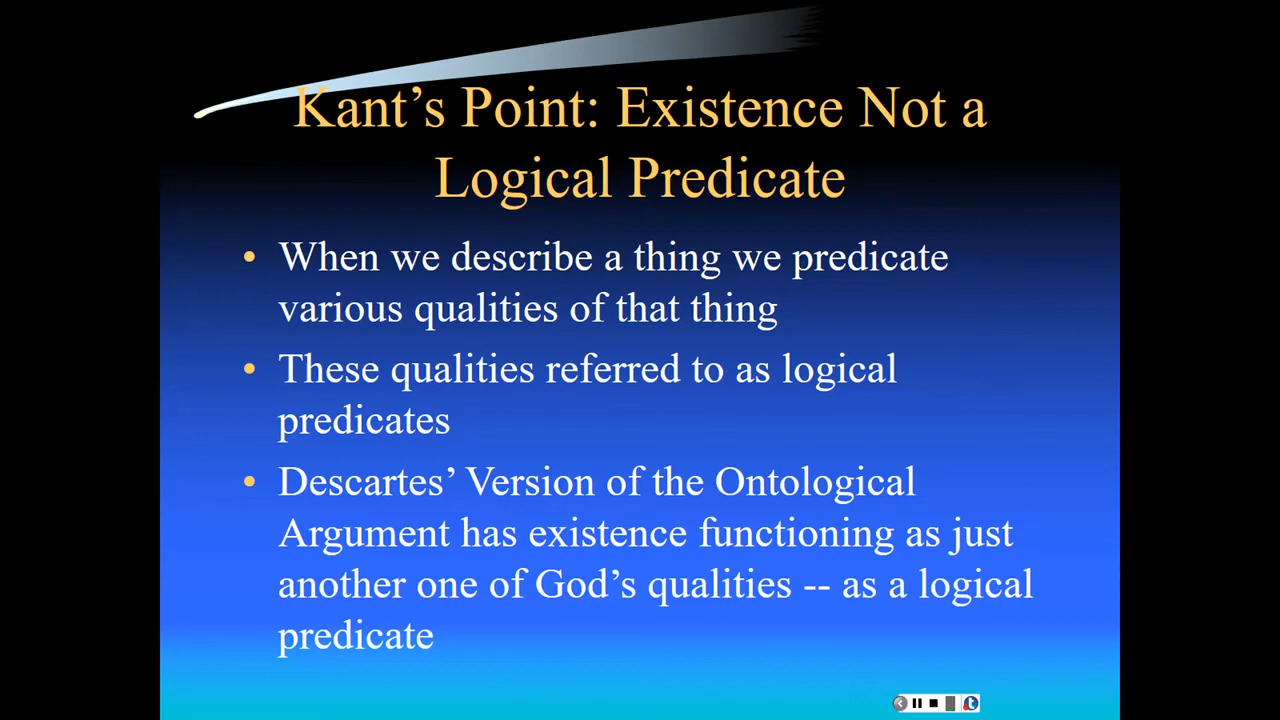 Kant’s Point: Existence Not a
Logical Predicate
• When we describe a thing we predicate
various qualities of that thing
• These qualities referred to as logical
predicates
• Descartes’ Version of the Ontological
Argument has existence functioning as just
another one of God’s qualities -- as a logical
predicate